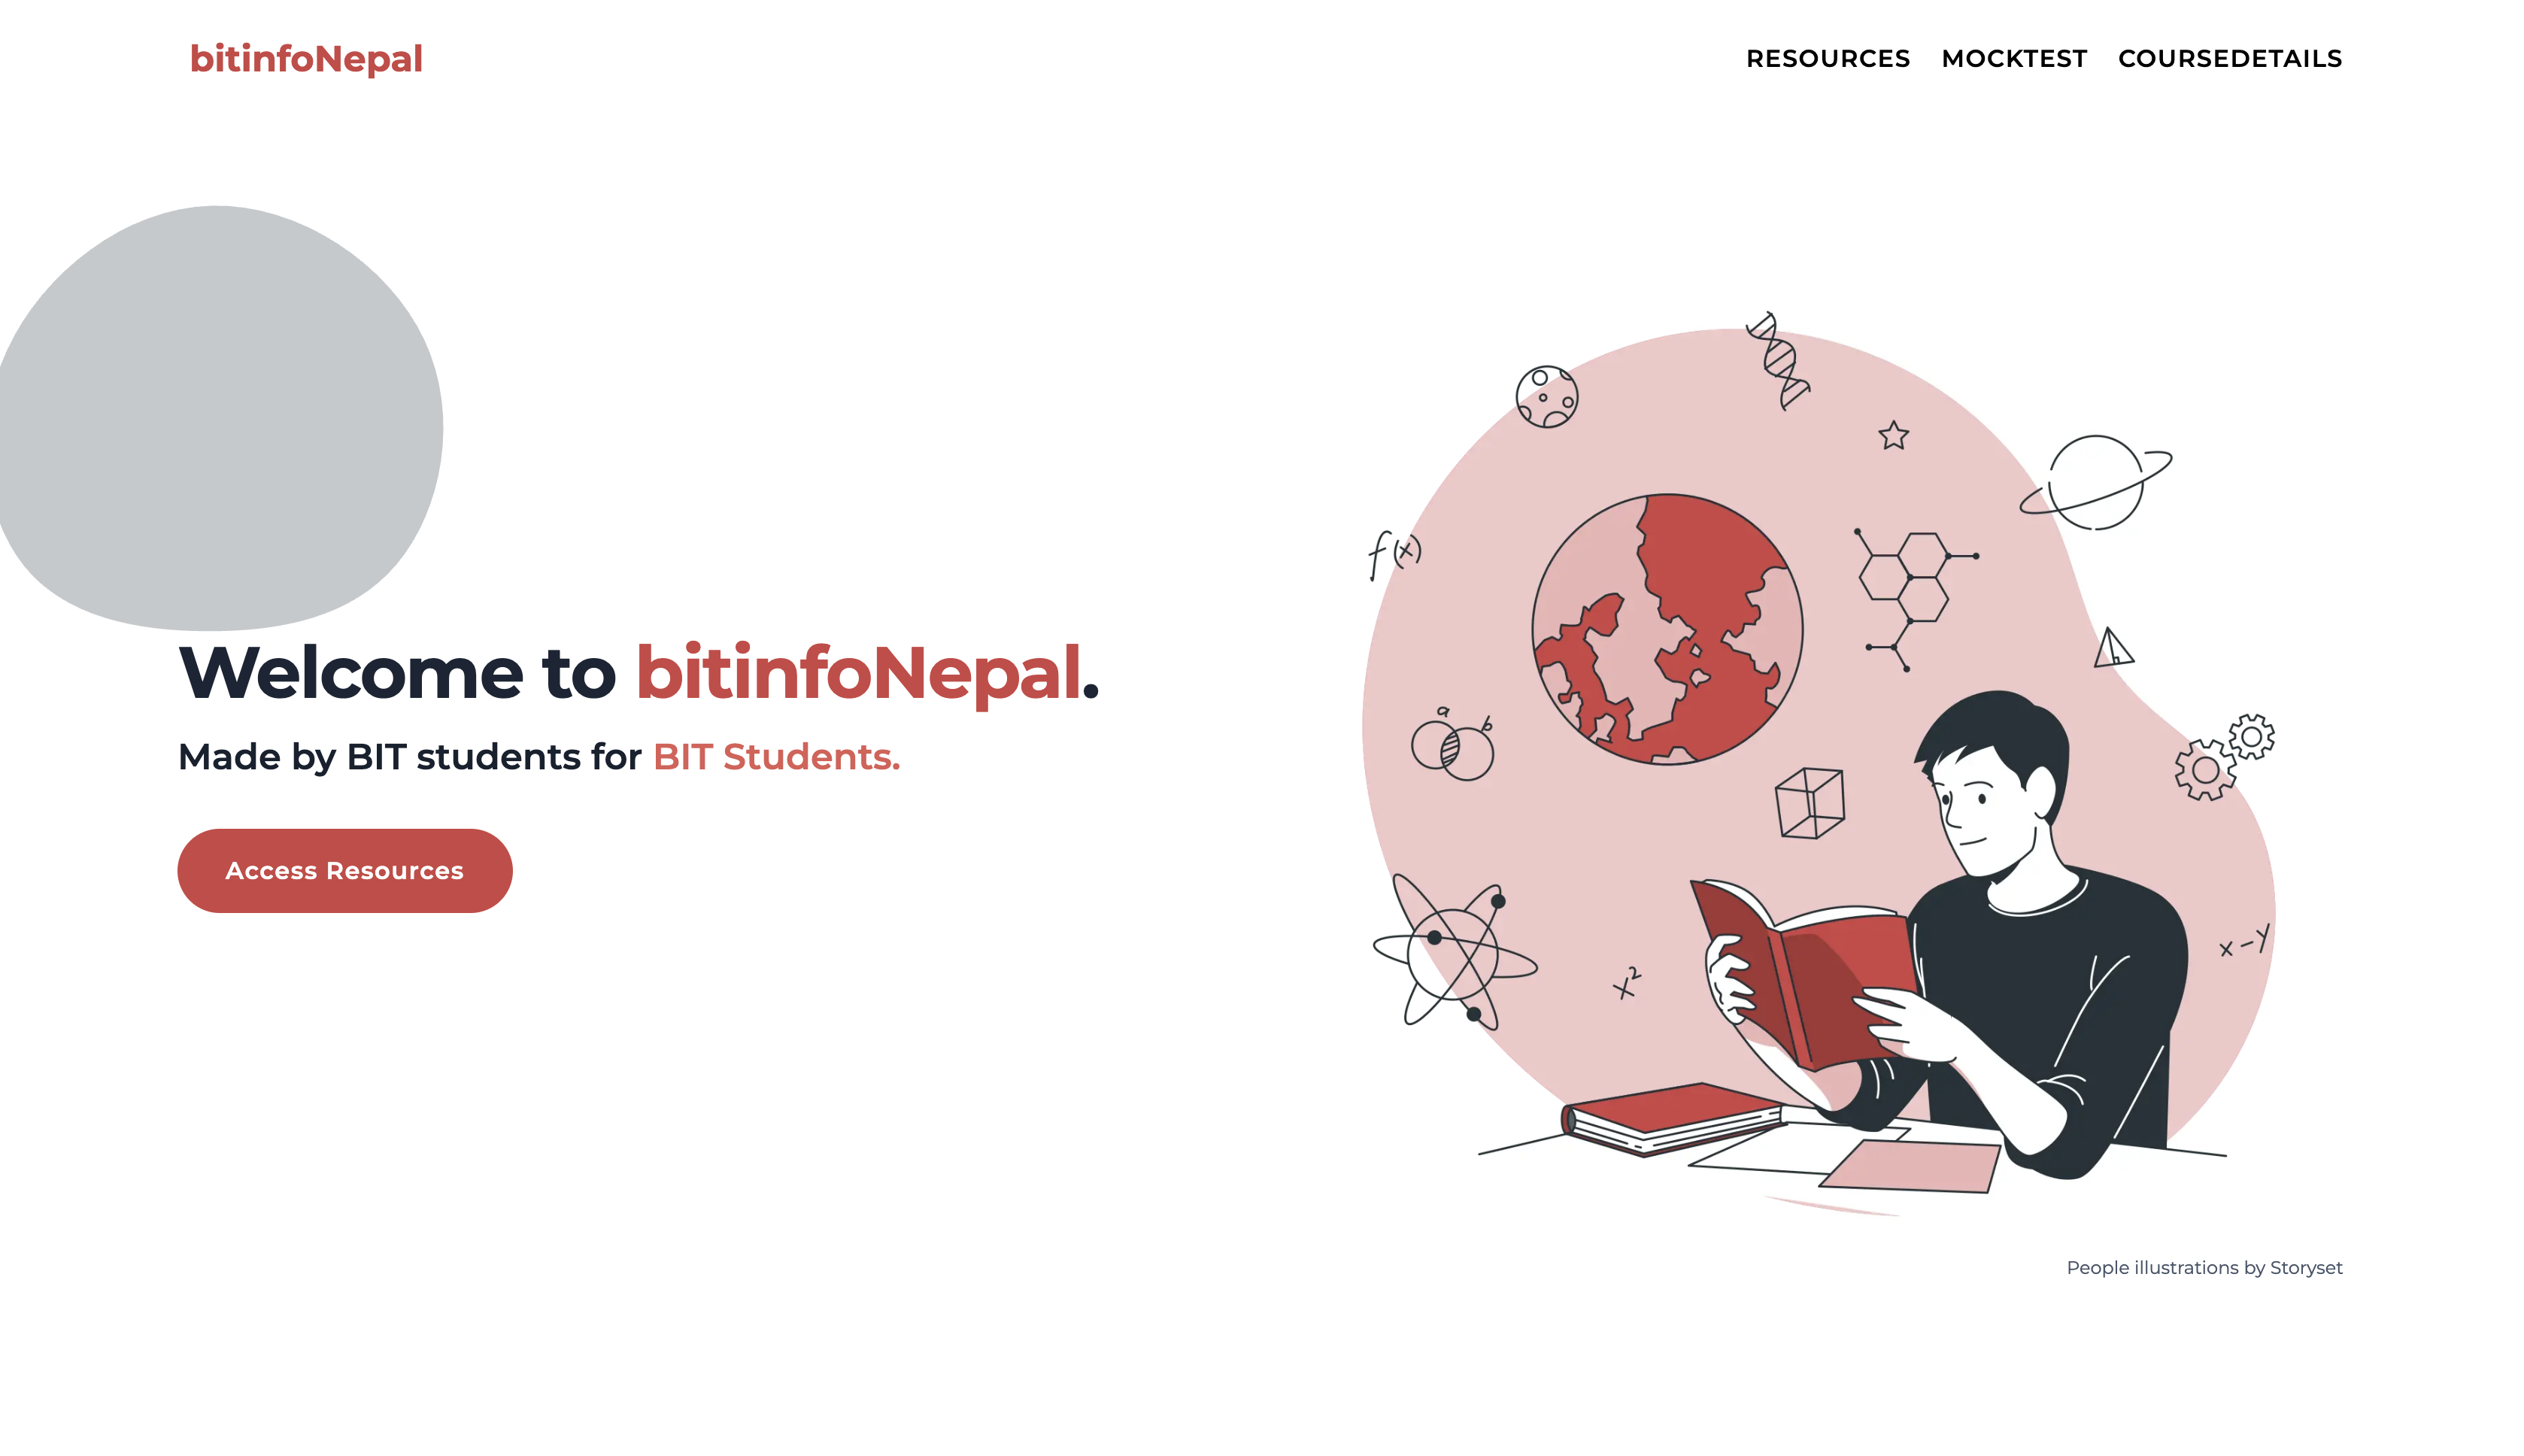 bitinfoNepal
RESOURCES MOCKTEST COURSEDETAILS
Welcome to bitinfoNepal.
Made by BIT students for BIT Students.
Access Resources
f(x)
a
b
x²
x-y
People illustrations by Storyset